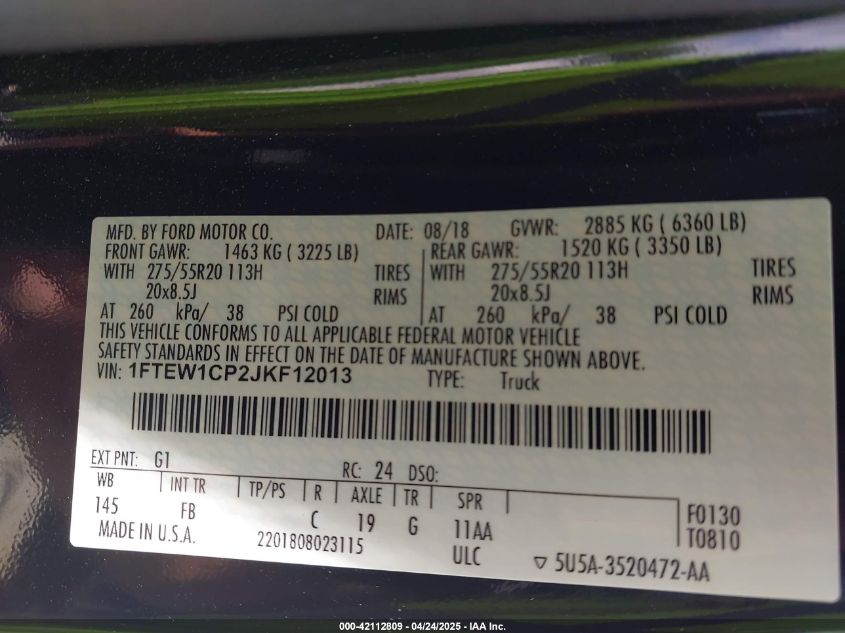 MFD. BY FORD MOTOR CO. DATE: 08/18 GVWR: 2885 KG ( 6360 LB)
FRONT GAWR: 1463 KG ( 3225 LB) REAR GAWR: 1520 KG ( 3350 LB)
WITH 275/55R20 113H TIRES WITH 275/55R20 113H TIRES
20x8.5J RIMS 20x8.5J RIMS
AT 260 kPa/ 38 PSI COLD AT 260 kPa/ 38 PSI COLD
THIS VEHICLE CONFORMS TO ALL APPLICABLE FEDERAL MOTOR VEHICLE
SAFETY STANDARDS IN EFFECT ON THE DATE OF MANUFACTURE SHOWN ABOVE.
VIN: 1FTEW1CP2JKF12013 TYPE: Truck
EXT PNT: G1 RC: 24 DSO:
WB INT TR TP/PS R AXLE TR SPR
145 FB C 19 G 11AA F0130
MADE IN U.S.A. 2201808023115 ULC T0810
5U5A-3520472-AA
000-42112809 - 04/24/2025 - IAA Inc.